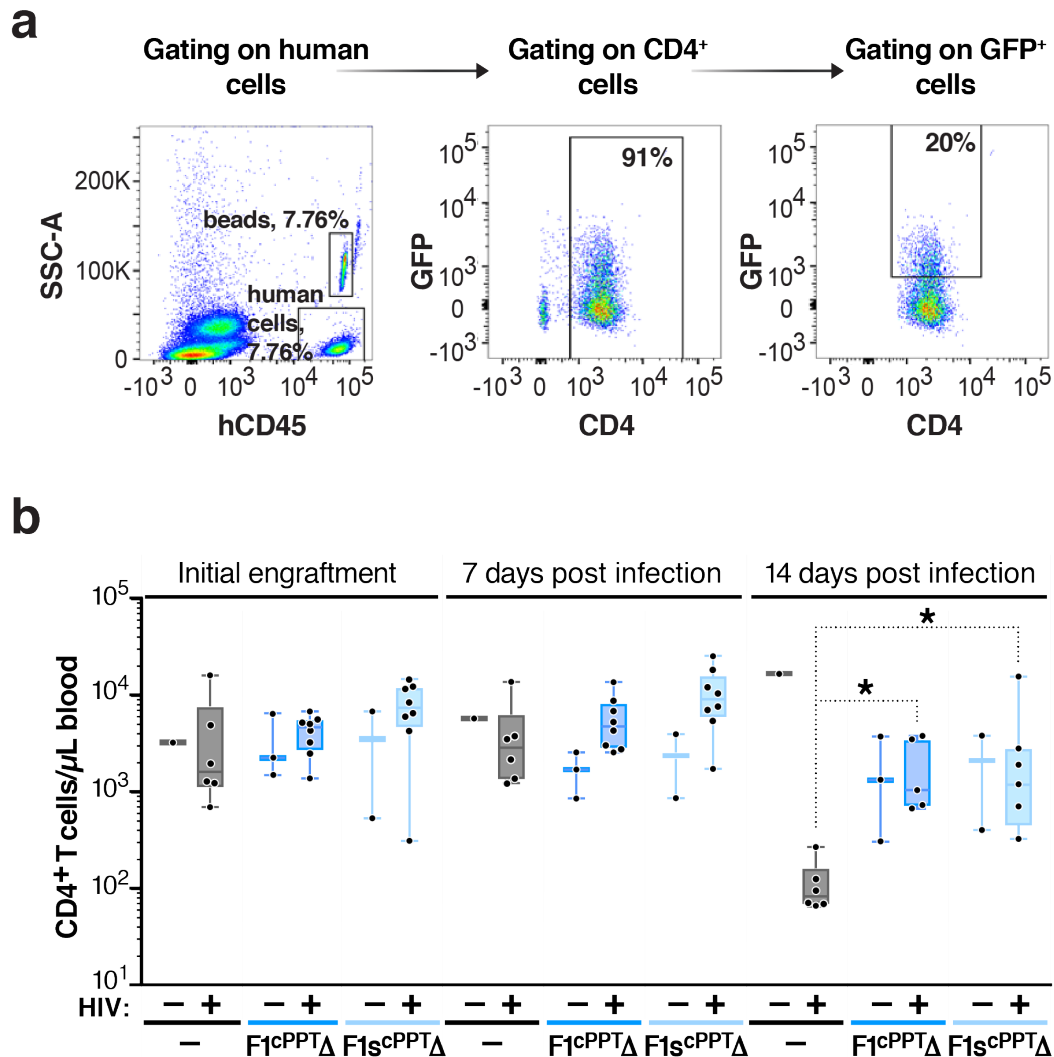 a
Gating on human
cells
Gating on CD4⁺
cells
Gating on GFP⁺
cells
SSC-A
200K
100K
0
beads, 7.76%
human
cells,
7.76%
-10³ 0 10³ 10⁴ 10⁵
hCD45
GFP
10⁵
10⁴
10³
0
-10³
91%
-10³ 0 10³ 10⁴ 10⁵
CD4
GFP
10⁵
10⁴
10³
0
-10³
20%
-10³ 0 10³ 10⁴ 10⁵
CD4
b
Initial engraftment
7 days post infection
14 days post infection
CD4⁺ T cells/µL blood
10⁵
10⁴
10³
10²
10¹
*
*
HIV: − + − + − + − + − + − + − + − + − +
− F1ᶜᴾᴾᵀΔ F1sᶜᴾᴾᵀΔ − F1ᶜᴾᴾᵀΔ F1sᶜᴾᴾᵀΔ − F1ᶜᴾᴾᵀΔ F1sᶜᴾᴾᵀΔ